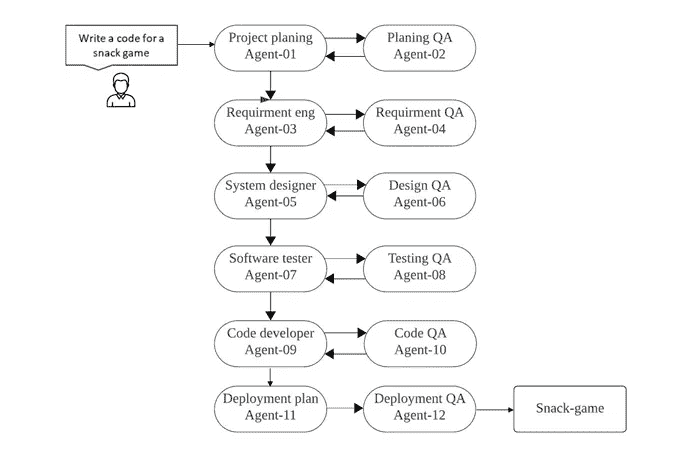 Write a code for a
snack game
Project planing
Agent-01
Planing QA
Agent-02
Requirment eng
Agent-03
Requirment QA
Agent-04
System designer
Agent-05
Design QA
Agent-06
Software tester
Agent-07
Testing QA
Agent-08
Code developer
Agent-09
Code QA
Agent-10
Deployment plan
Agent-11
Deployment QA
Agent-12
Snack-game